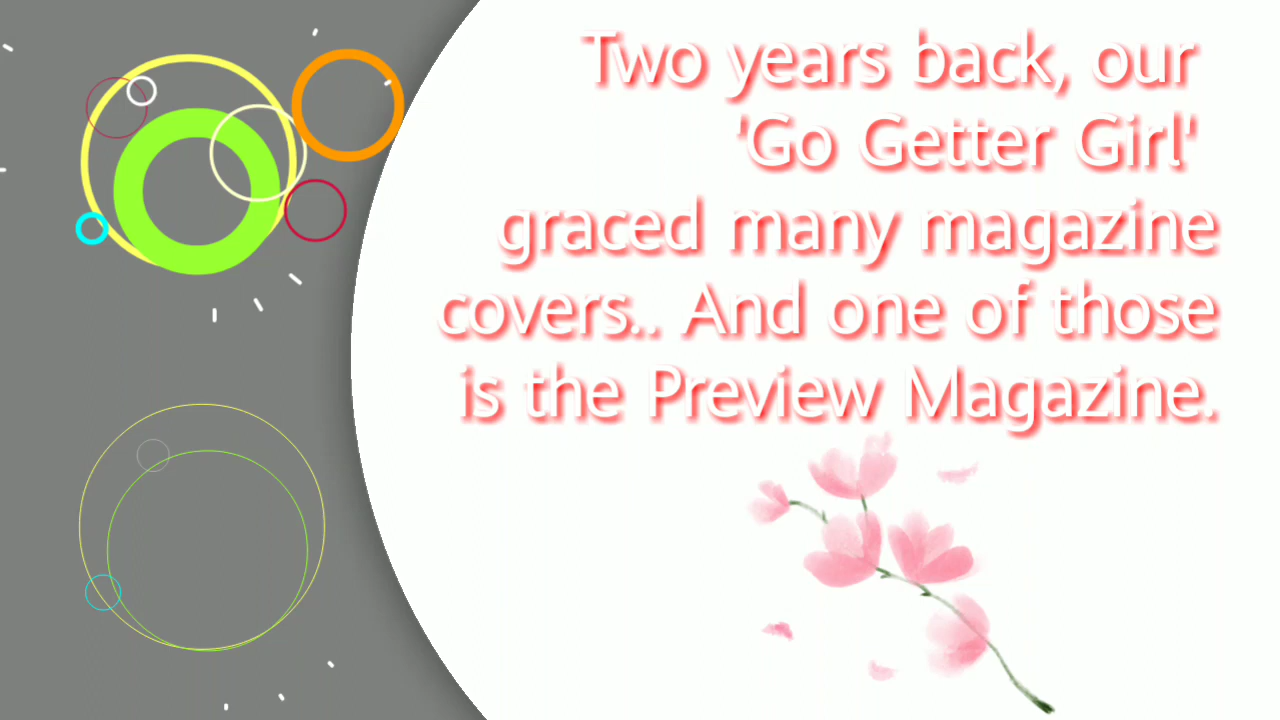 Two years back, our
'Go Getter Girl'
graced many magazine
covers.. And one of those
is the Preview Magazine.